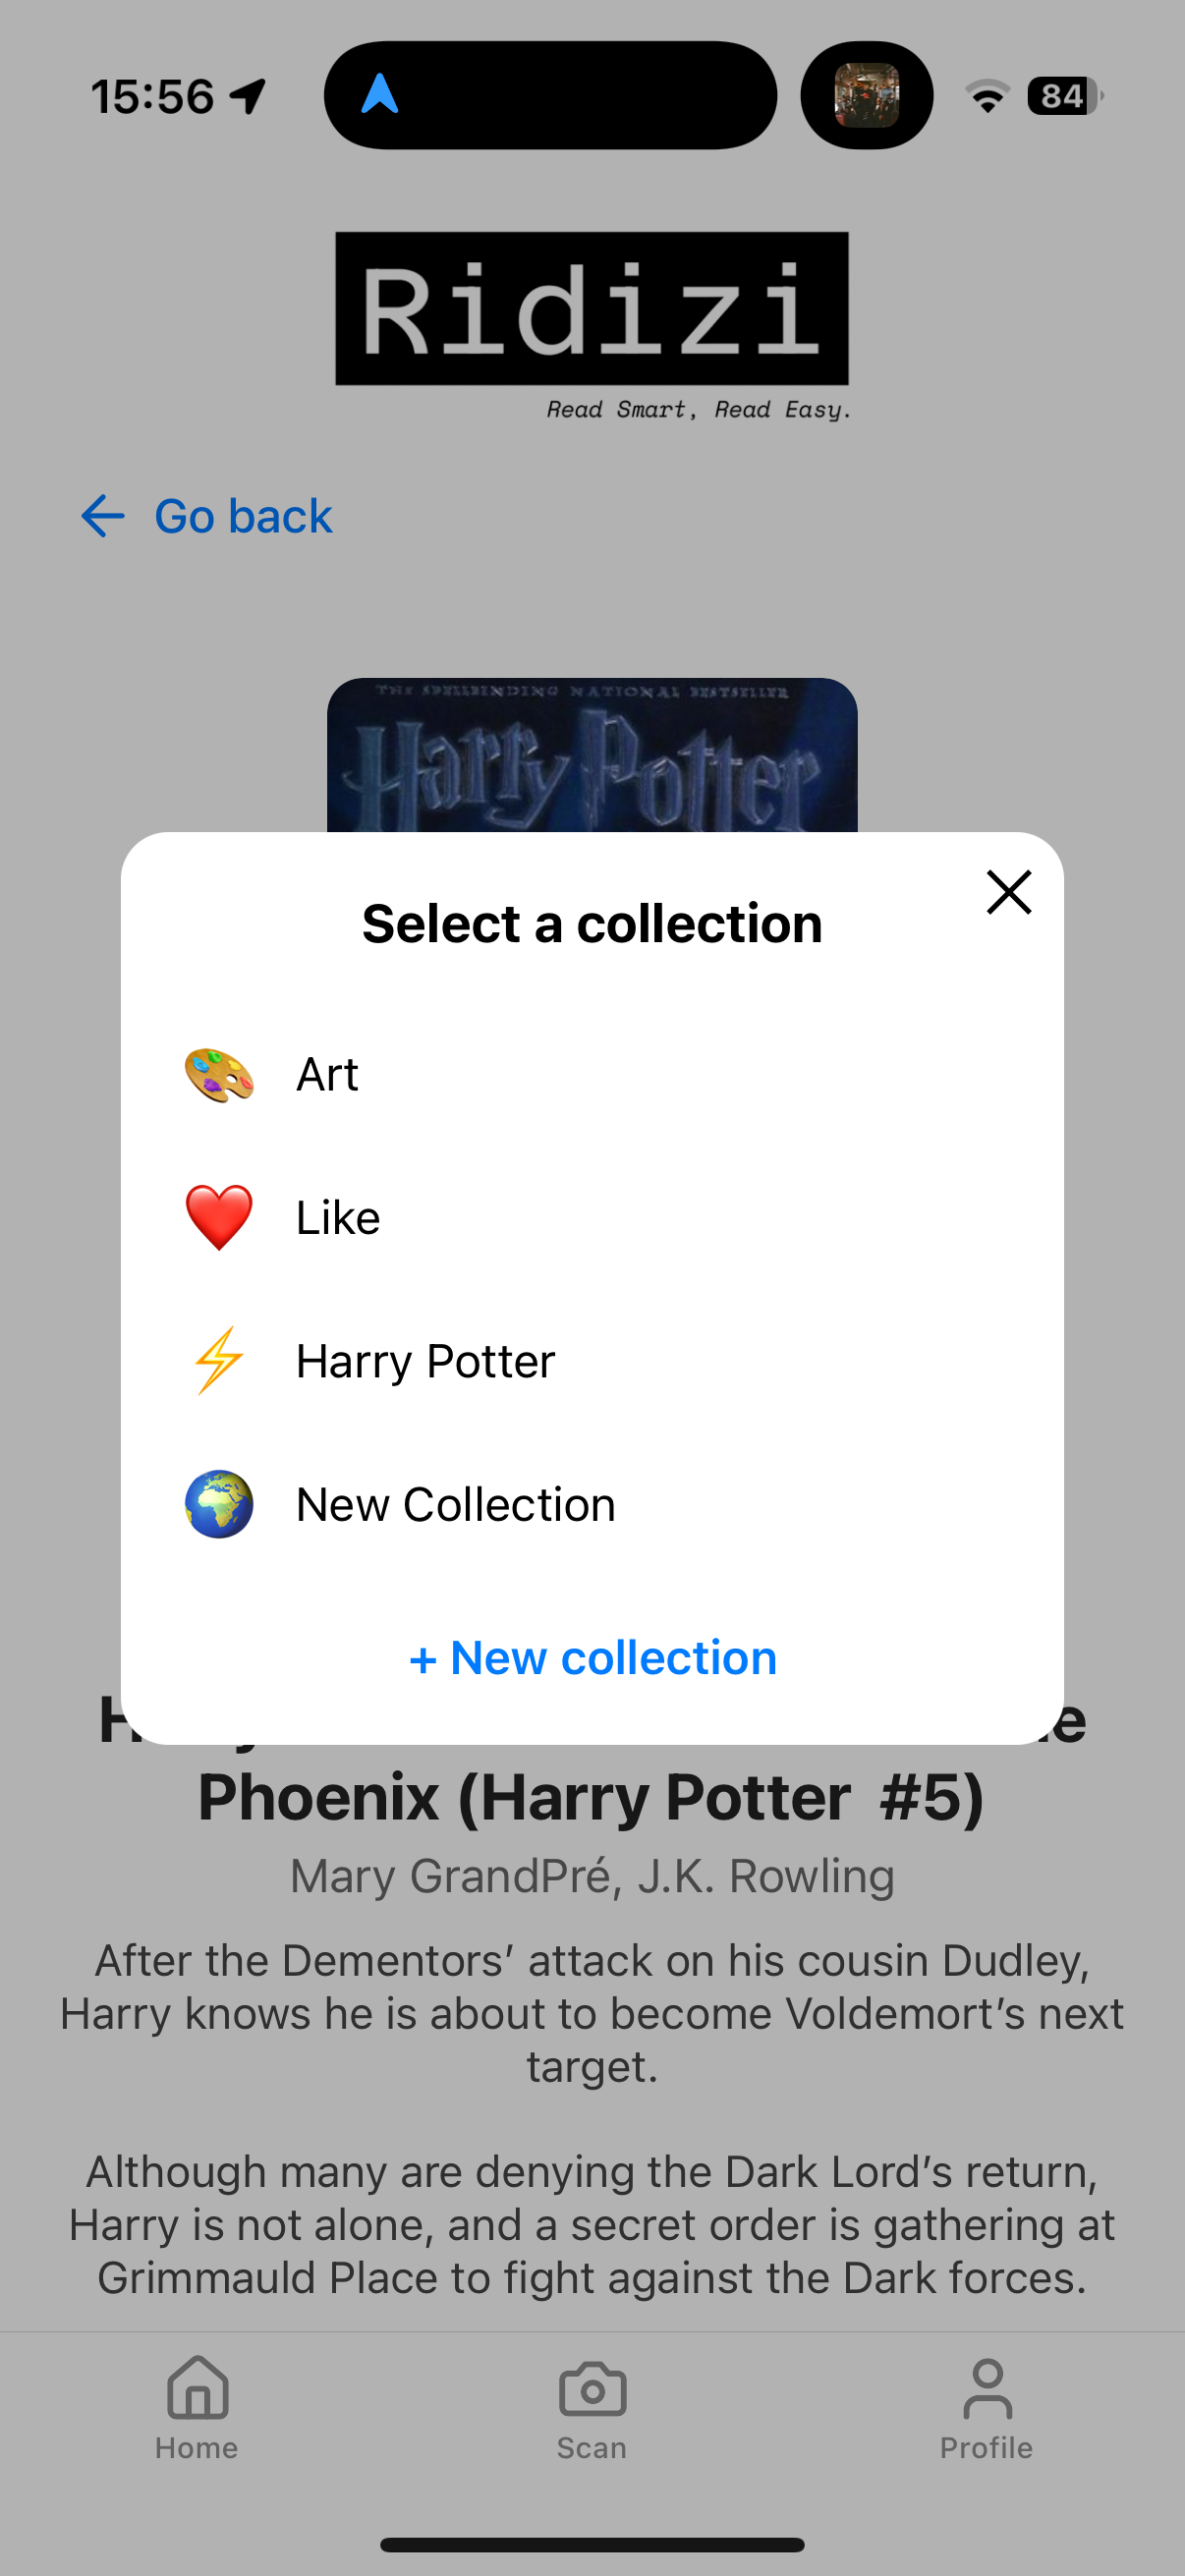 15:56
84
Ridizi
Read Smart, Read Easy.
Go back
THE SPELLBINDING NATIONAL BESTSELLER
Harry Potter
Select a collection
🎨 Art
❤️ Like
⚡ Harry Potter
🌍 New Collection
+ New collection
Phoenix (Harry Potter #5)
Mary GrandPré, J.K. Rowling
After the Dementors’ attack on his cousin Dudley,
Harry knows he is about to become Voldemort’s next
target.
Although many are denying the Dark Lord’s return,
Harry is not alone, and a secret order is gathering at
Grimmauld Place to fight against the Dark forces.
Home
Scan
Profile